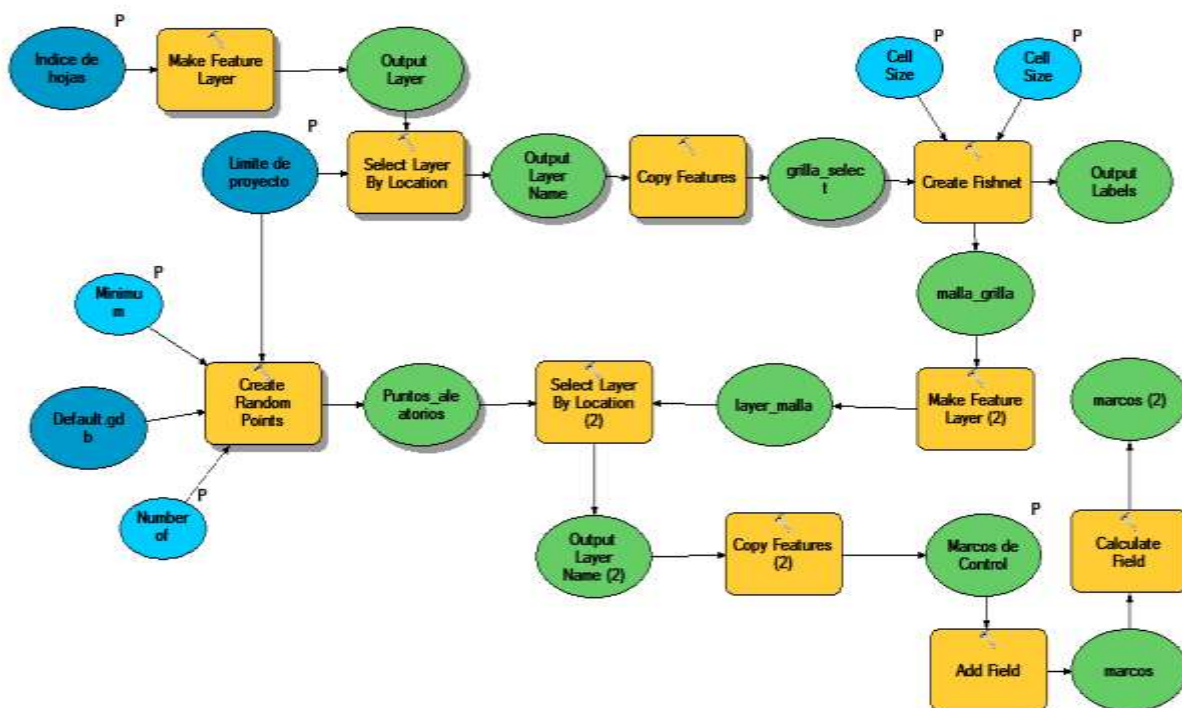 P
Indice de
hojas
Make Feature
Layer
Output
Layer
P
Limite de
proyecto
Select Layer
By Location
Output
Layer
Name
Copy Features
grilla_selec
t
P
Cell
Size
P
Cell
Size
Create Fishnet
Output
Labels
malla_grilla
P
Minimu
m
Default.gd
b
P
Number
of
Create
Random
Points
Puntos_ale
atorios
Select Layer
By Location
(2)
layer_malla
Make Feature
Layer (2)
marcos (2)
Output
Layer
Name (2)
Copy Features
(2)
P
Marcos de
Control
Calculate
Field
Add Field
marcos